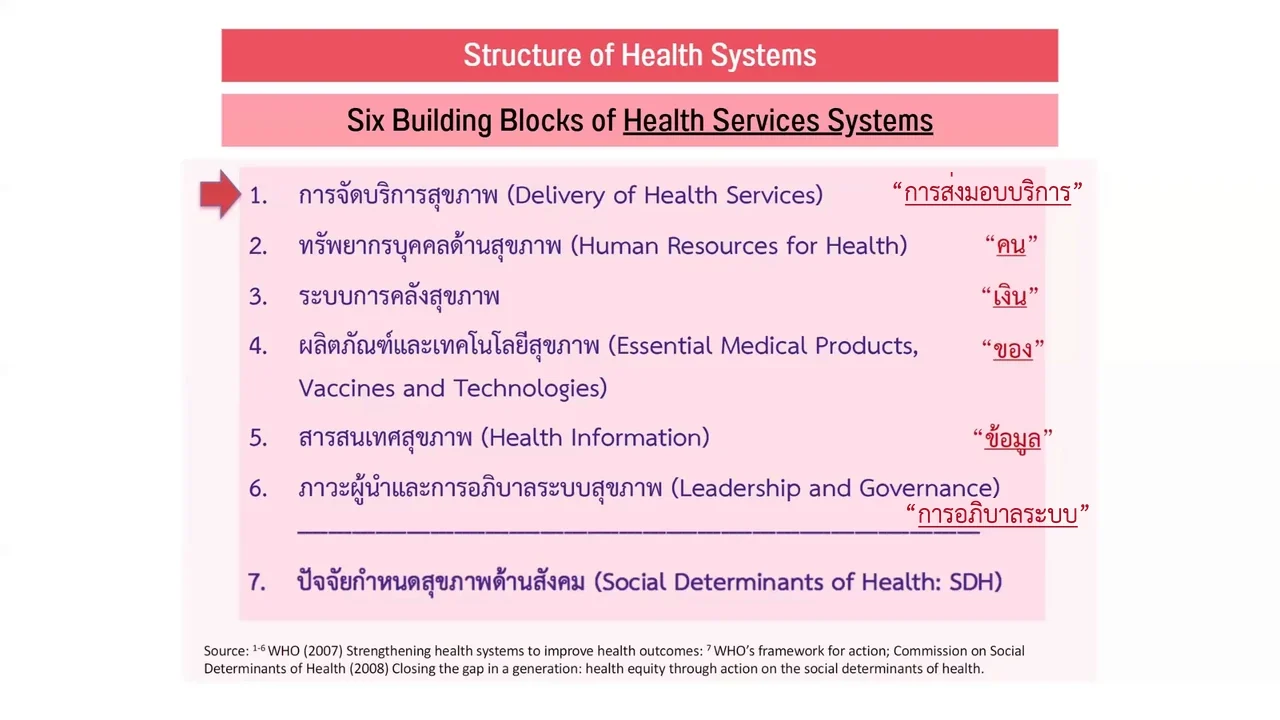 Structure of Health Systems
Six Building Blocks of Health Services Systems
1. การจัดบริการสุขภาพ (Delivery of Health Services) “การส่งมอบบริการ”
2. ทรัพยากรบุคคลด้านสุขภาพ (Human Resources for Health) “คน”
3. ระบบการคลังสุขภาพ “เงิน”
4. ผลิตภัณฑ์และเทคโนโลยีสุขภาพ (Essential Medical Products, “ของ”
Vaccines and Technologies)
5. สารสนเทศสุขภาพ (Health Information) “ข้อมูล”
6. ภาวะผู้นำและการอภิบาลระบบสุขภาพ (Leadership and Governance)
“การอภิบาลระบบ”
7. ปัจจัยกำหนดสุขภาพด้านสังคม (Social Determinants of Health: SDH)
Source: 1-6 WHO (2007) Strengthening health systems to improve health outcomes: 7 WHO’s framework for action; Commission on Social
Determinants of Health (2008) Closing the gap in a generation: health equity through action on the social determinants of health.